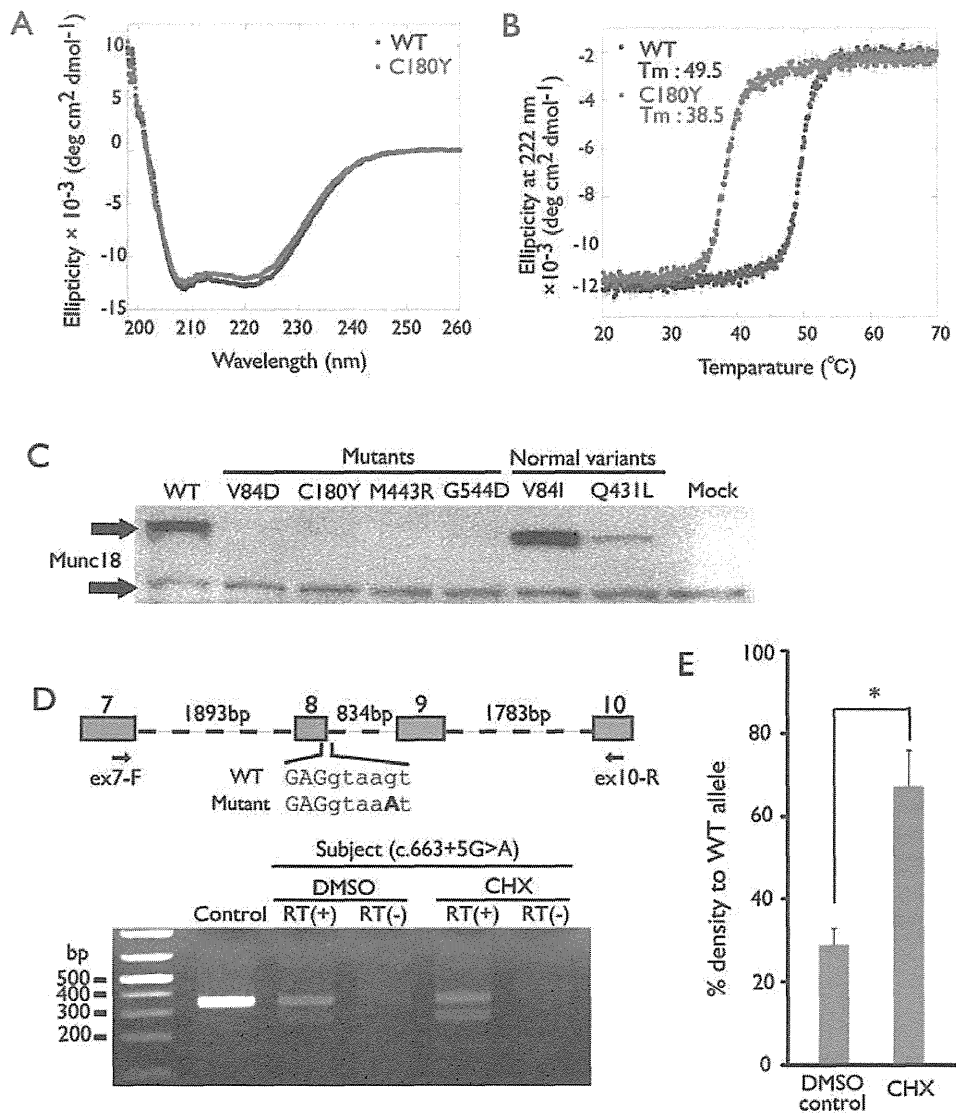 A
WT
C180Y
Ellipticity × 10-3 (deg cm2 dmol-1)
10
5
0
-5
-10
-15
200 210 220 230 240 250 260
Wavelength (nm)
B
WT
Tm : 49.5
C180Y
Tm : 38.5
Ellipticity at 222 nm
×10-3 (deg cm2 dmol-1)
-2
-4
-6
-8
-10
-12
20 30 40 50 60 70
Temparature (°C)
C
Mutants
Normal variants
WT V84D C180Y M443R G544D V84I Q431L Mock
Munc18
D
7 8 9 10
1893bp 834bp 1783bp
ex7-F
ex10-R
WT GAGgtaagt
Mutant GAGgtaaAt
Subject (c.663+5G>A)
DMSO CHX
Control RT(+) RT(-) RT(+) RT(-)
bp
500
400
300
200
E
% density to WT allele
100
80
60
40
20
0
*
DMSO
control
CHX